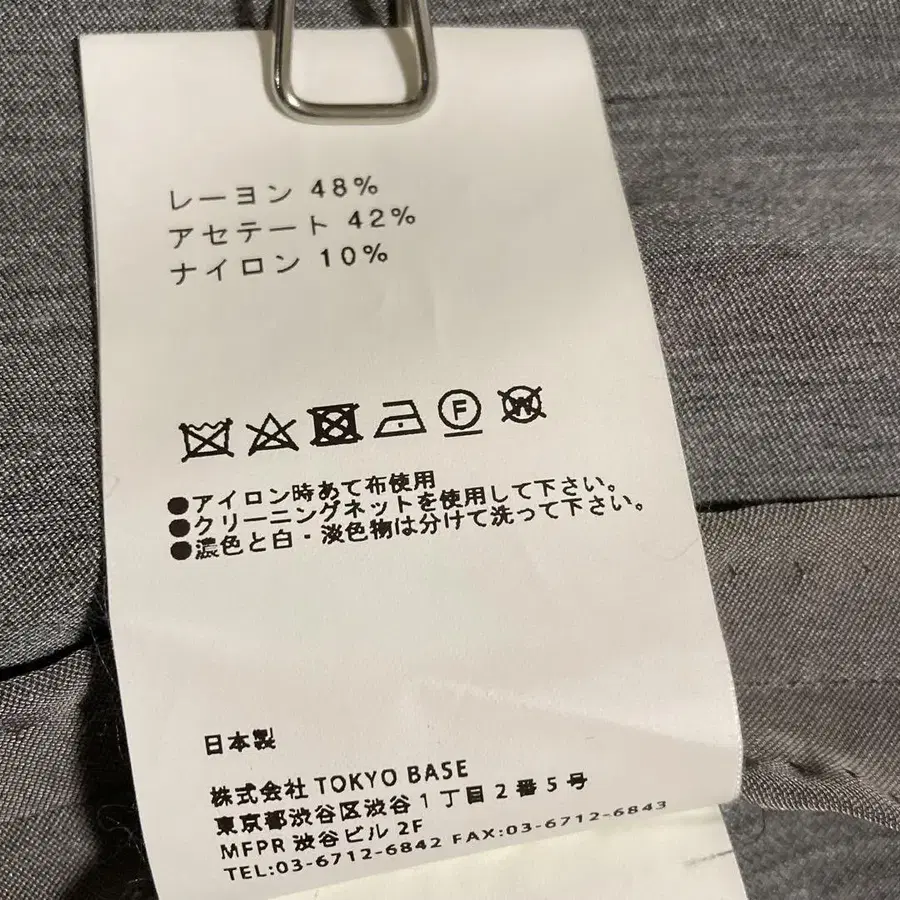 レーヨン 48%
アセテート 42%
ナイロン 10%
F
W
●アイロン時あて布使用
●クリーニングネットを使用して下さい。
●濃色と白・淡色物は分けて洗って下さい。
日本製
株式会社 TOKYO BASE
東京都渋谷区渋谷1丁目2番5号
MFPR 渋谷ビル 2F
TEL:03-6712-6842 FAX:03-6712-6843